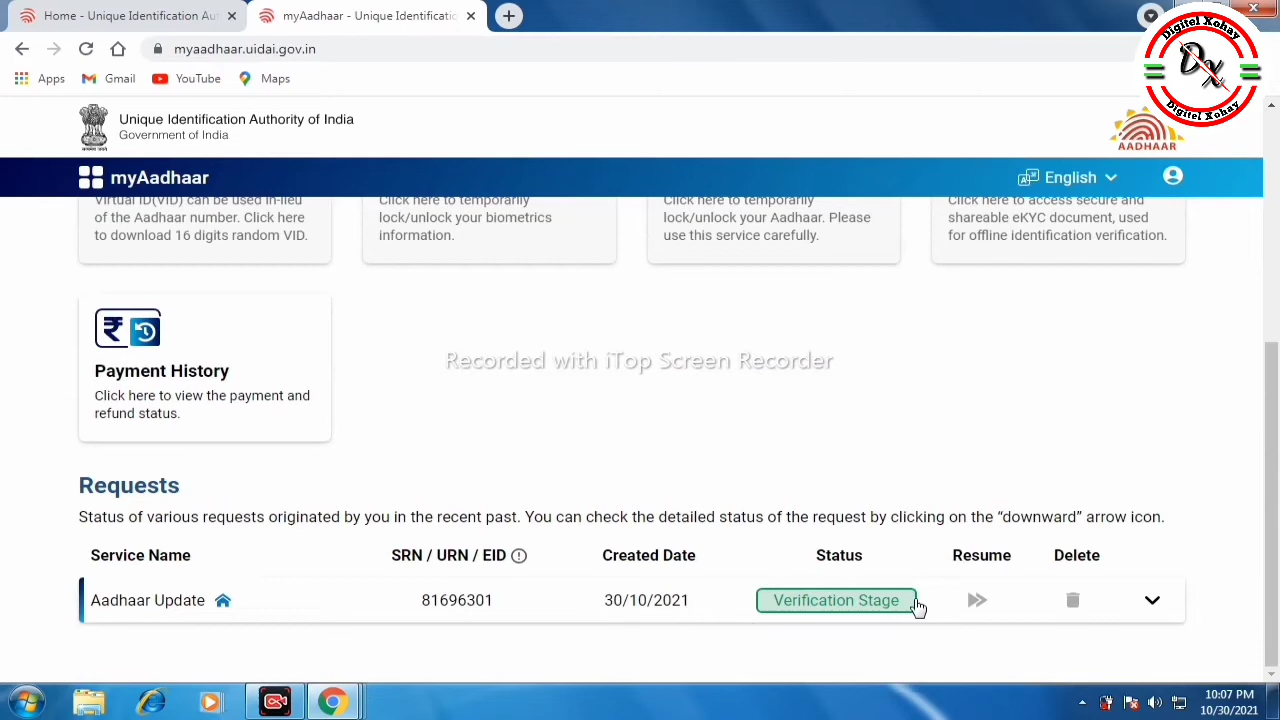 Home - Unique Identification Aut
myAadhaar - Unique Identificatio
myaadhaar.uidai.gov.in
Apps
Gmail
YouTube
Maps
Digitel Xohay
DX
Digitel Xohay
Unique Identification Authority of India
Government of India
AADHAAR
myAadhaar
English
Virtual ID(VID) can be used in-lieu
of the Aadhaar number. Click here
to download 16 digits random VID.
Click here to temporarily
lock/unlock your biometrics
information.
Click here to temporarily
lock/unlock your Aadhaar. Please
use this service carefully.
Click here to access secure and
shareable eKYC document, used
for offline identification verification.
₹
Payment History
Click here to view the payment and
refund status.
Recorded with iTop Screen Recorder
Requests
Status of various requests originated by you in the recent past. You can check the detailed status of the request by clicking on the “downward” arrow icon.
Service Name SRN / URN / EID Created Date Status Resume Delete
Aadhaar Update 81696301 30/10/2021 Verification Stage
10:07 PM
10/30/2021